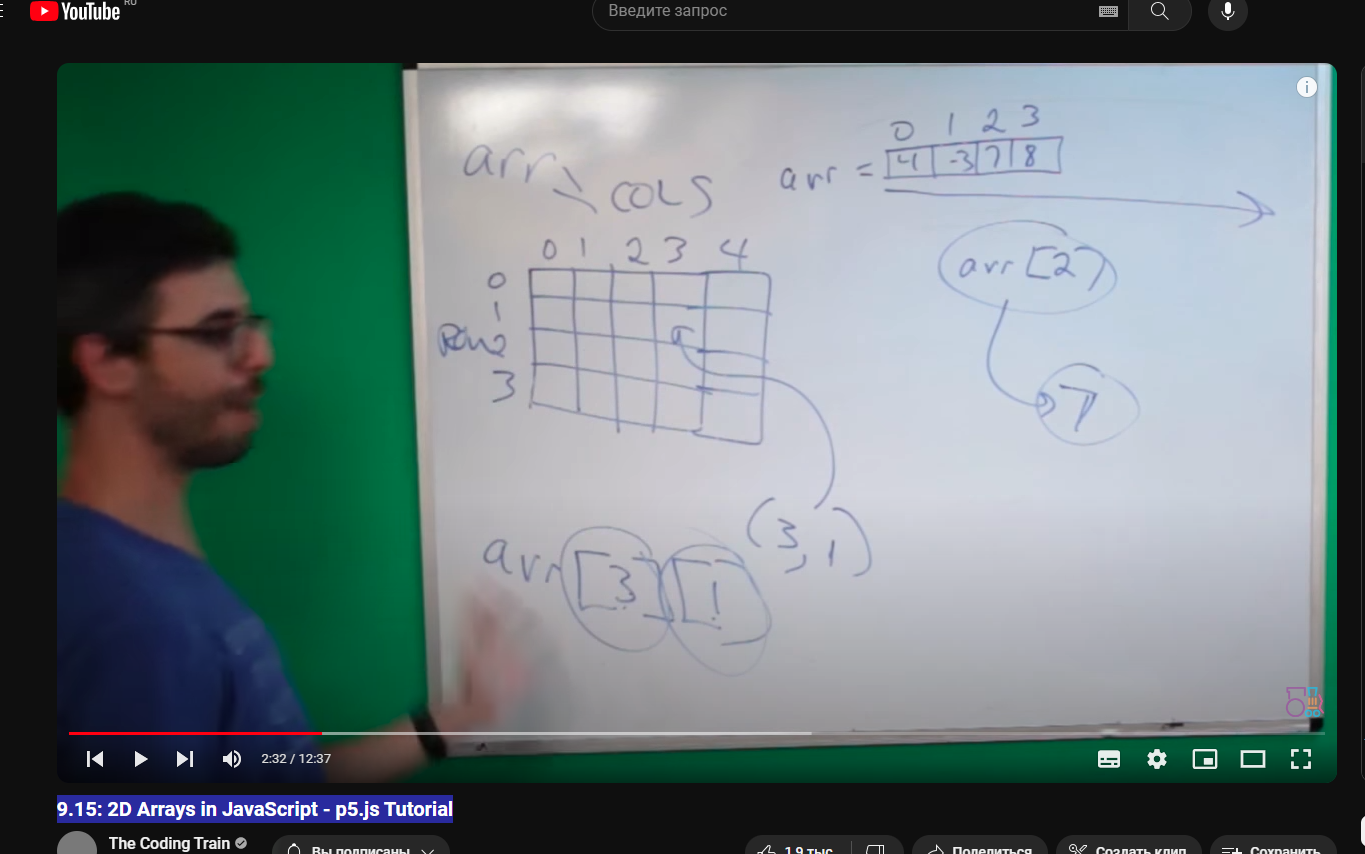 YouTube RU
Введите запрос
arr
COLS
0 1 2 3 4
0
1
Row 2
3
0 1 2 3
arr = 4 -3 7 8
arr[2]
7
(3, 1)
arr[3][1]
2:32 / 12:37
9.15: 2D Arrays in JavaScript - p5.js Tutorial
The Coding Train
Вы подписаны
1,9 тыс.
Поделиться
Создать клип
Сохранить